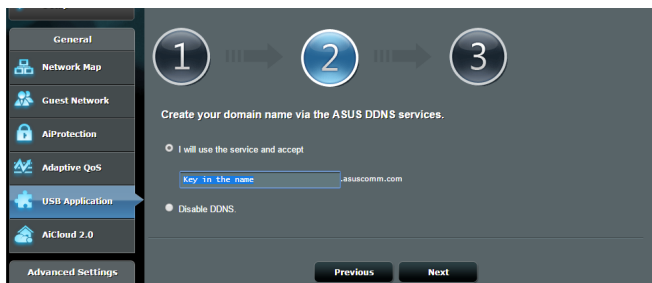 General
Network Map
Guest Network
AiProtection
Adaptive QoS
USB Application
AiCloud 2.0
Advanced Settings
1
2
3
Create your domain name via the ASUS DDNS services.
I will use the service and accept
Key in the name .asuscomm.com
Disable DDNS.
Previous Next